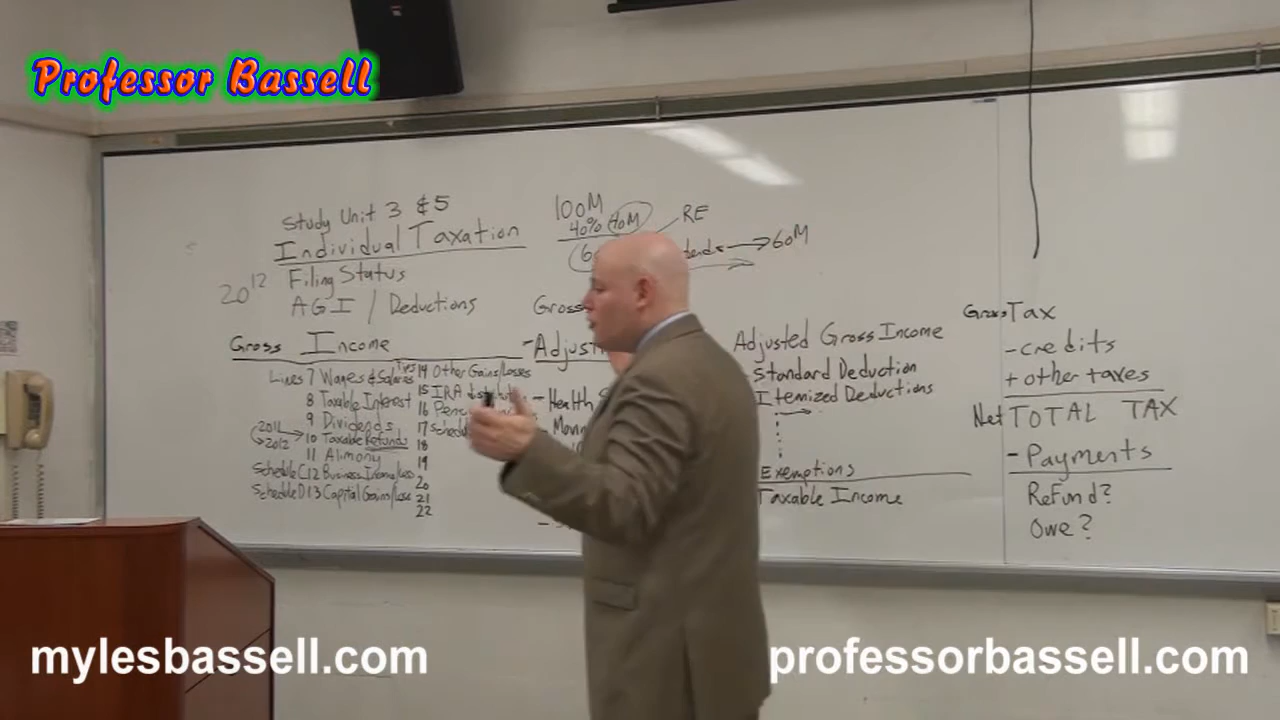 Professor Bassell
Study Unit 3 & 5
Individual Taxation
2012
Filing Status
AGI / Deductions
Gross Income
Lines 7 Wages & Salaries Tips
8 Taxable Interest
9 Dividends
2011
2012
10 Taxable Refunds
11 Alimony
Schedule C 12 Business Income/Loss
Schedule D 13 Capital Gains/Loss
14 Other Gains/Losses
15 IRA
16
17
18
19
20
21
22
100M
40% 40M
RE
60M
Gross
- Health
Adjusted Gross Income
Standard Deduction
Itemized Deductions
Exemptions
Taxable Income
Gross Tax
- credits
+ other taxes
Net TOTAL TAX
- Payments
Refund?
Owe?
mylesbassell.com
professorbassell.com